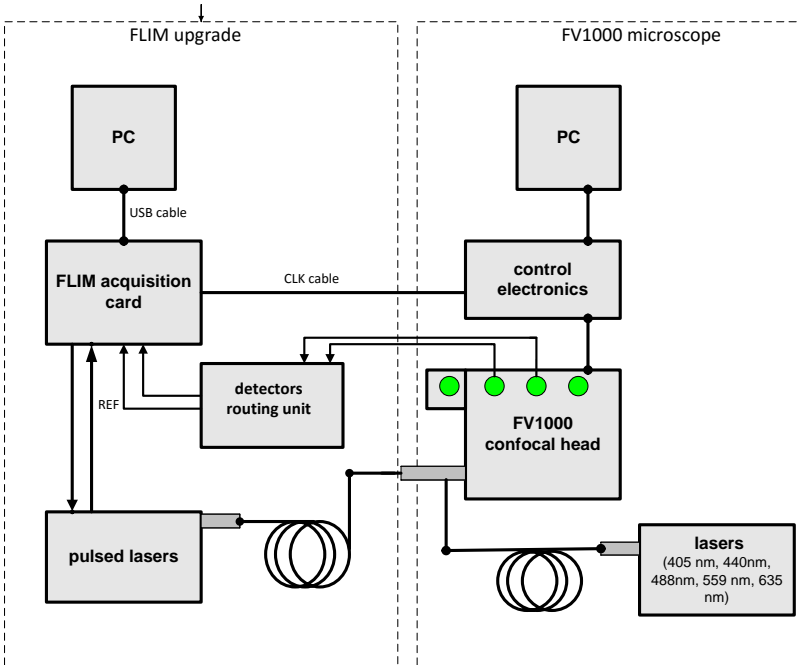 FLIM upgrade
FV1000 microscope
PC
PC
USB cable
FLIM acquisition
card
CLK cable
control
electronics
REF
detectors
routing unit
FV1000
confocal head
pulsed lasers
lasers
(405 nm, 440nm,
488nm, 559 nm, 635
nm)